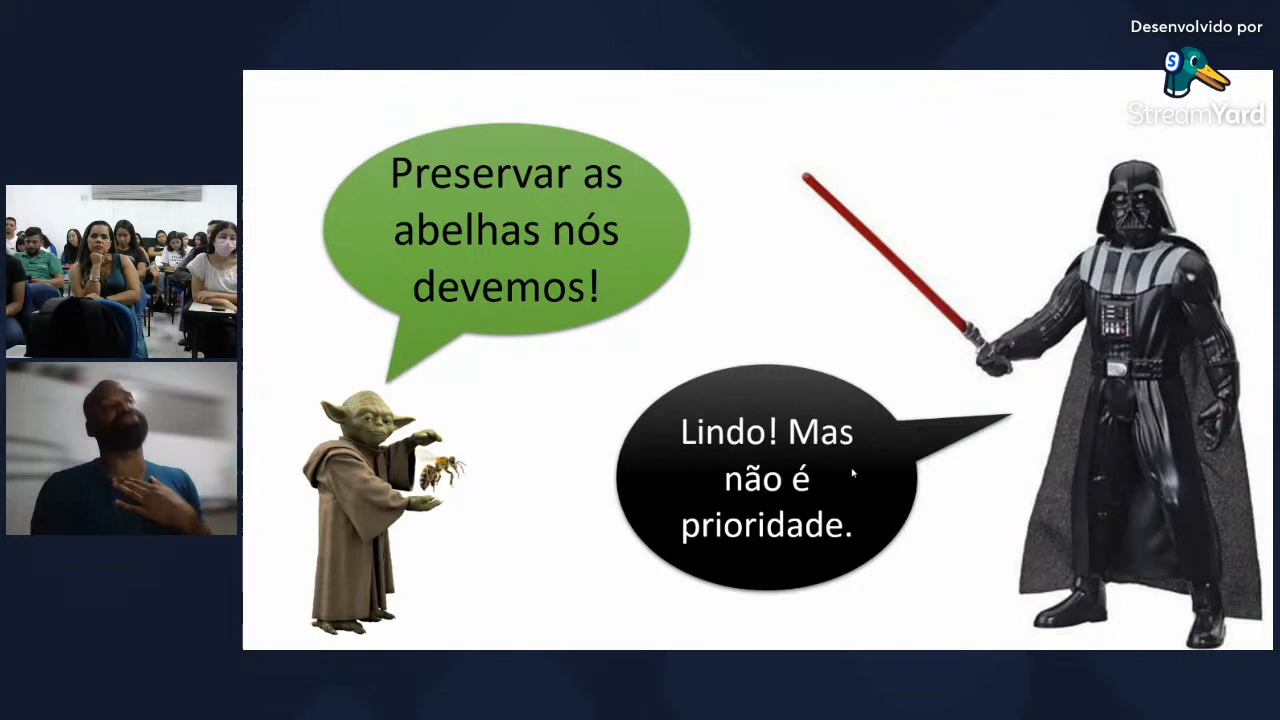 Desenvolvido por
S
StreamYard
Preservar as
abelhas nós
devemos!
Lindo! Mas
não é
prioridade.